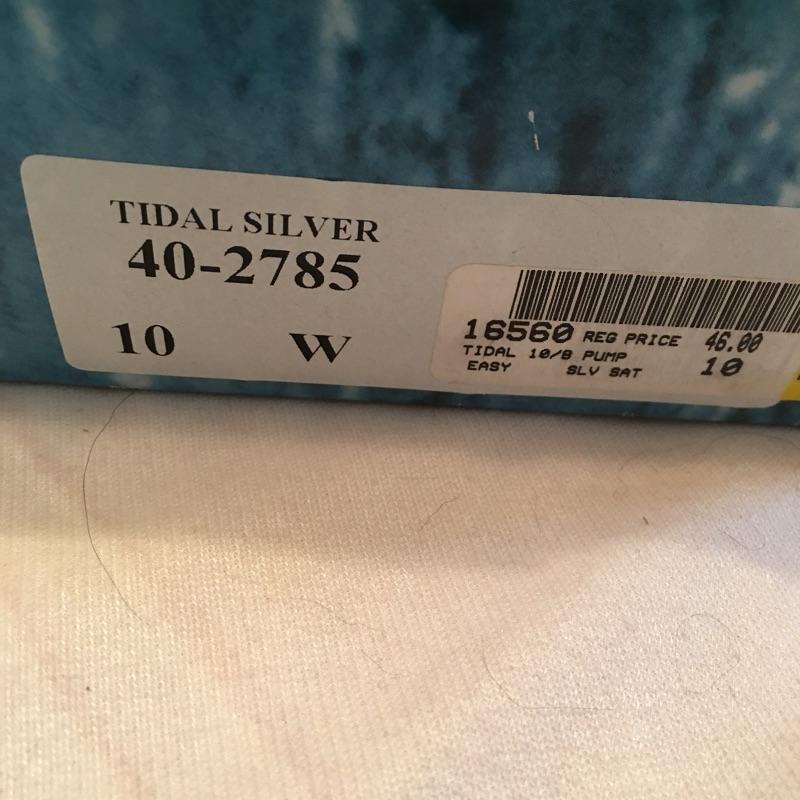 TIDAL SILVER
40-2785
10 W
16560 REG PRICE 46.00
TIDAL 10/8 PUMP 10
EASY SLV SAT